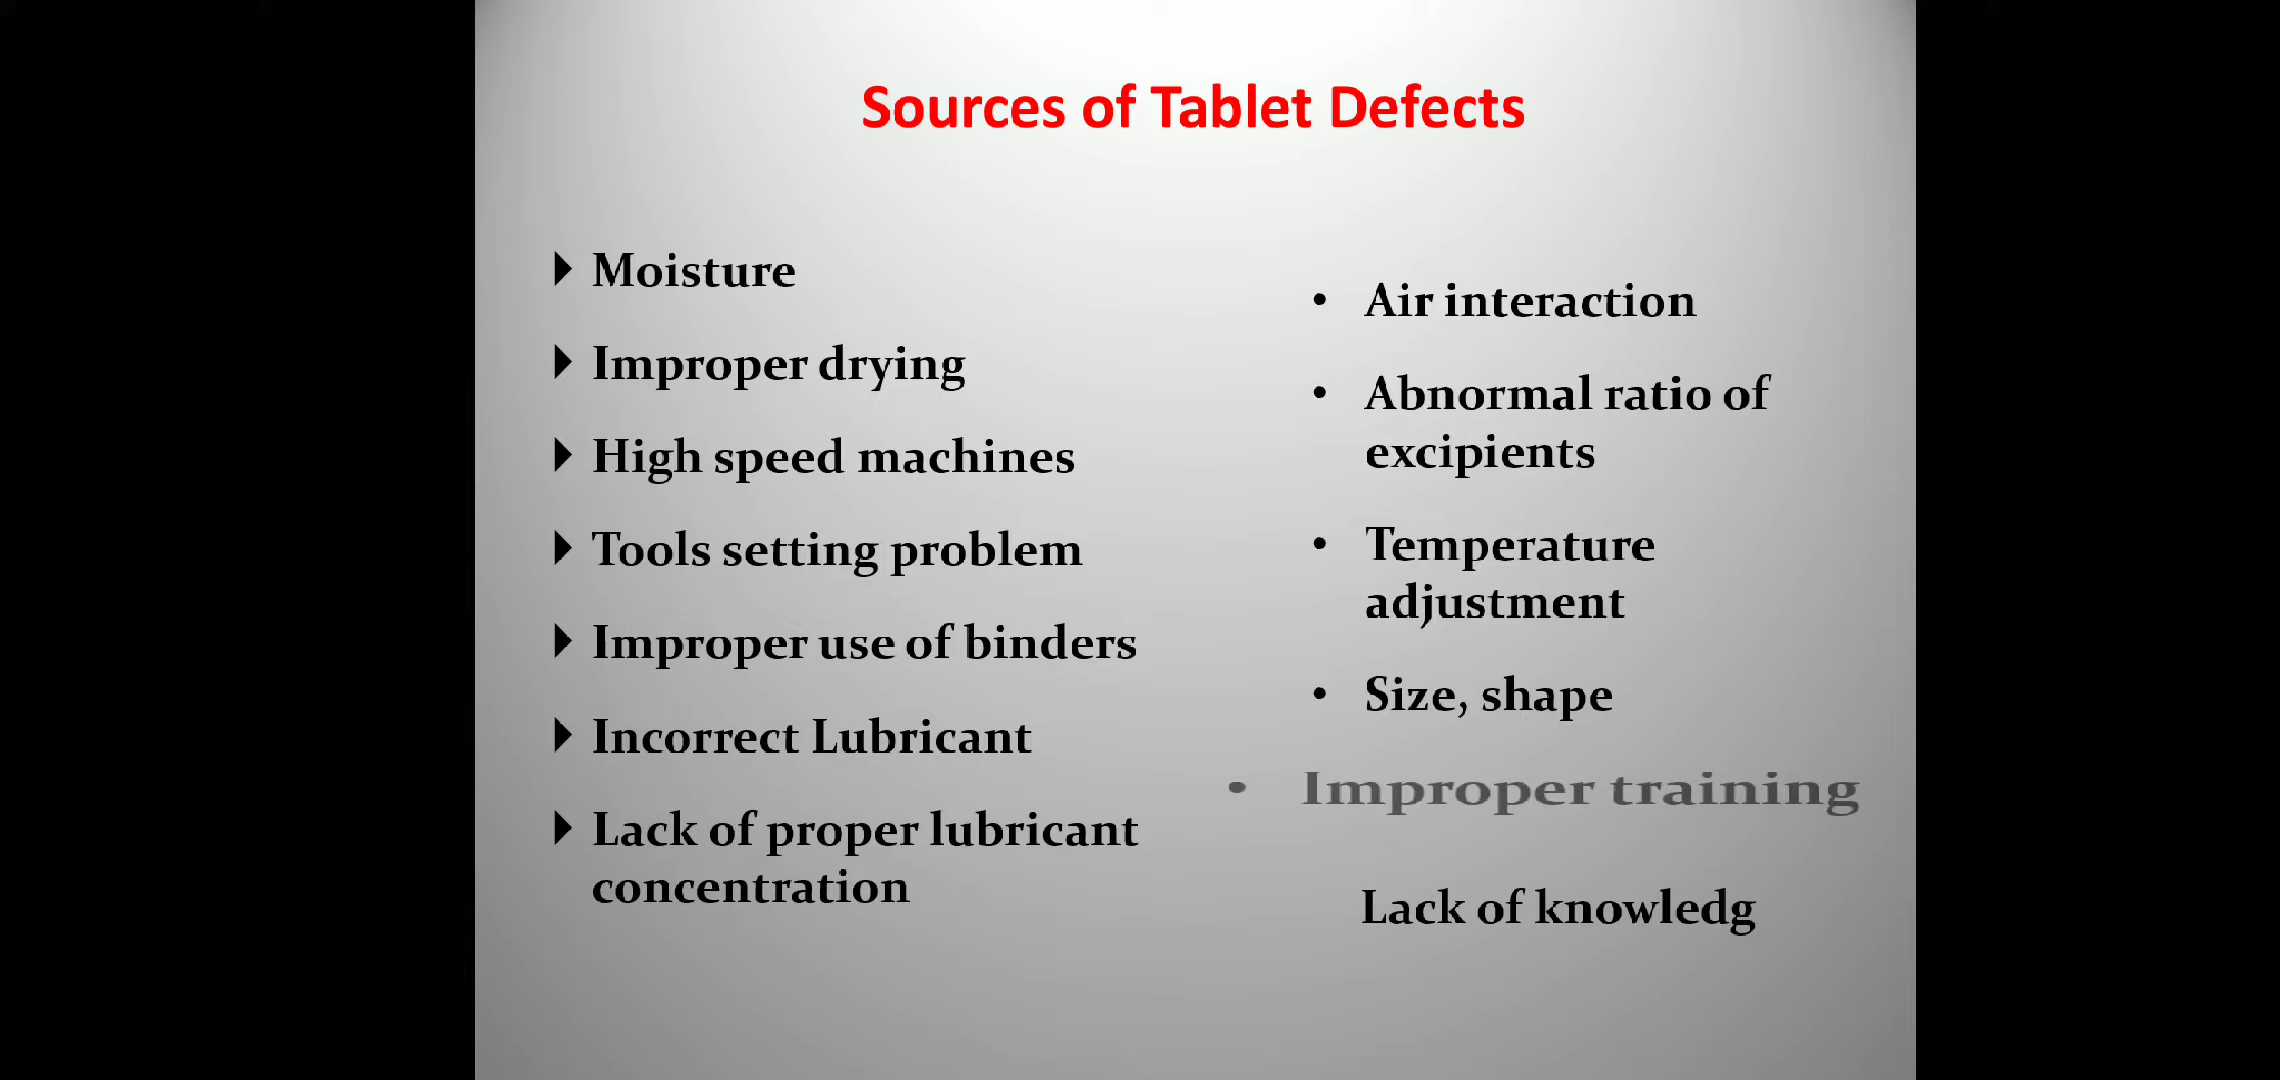 Sources of Tablet Defects
Moisture
Improper drying
High speed machines
Tools setting problem
Improper use of binders
Incorrect Lubricant
Lack of proper lubricant
concentration
• Air interaction
• Abnormal ratio of
excipients
• Temperature
adjustment
• Size, shape
• Improper training
Lack of knowledg